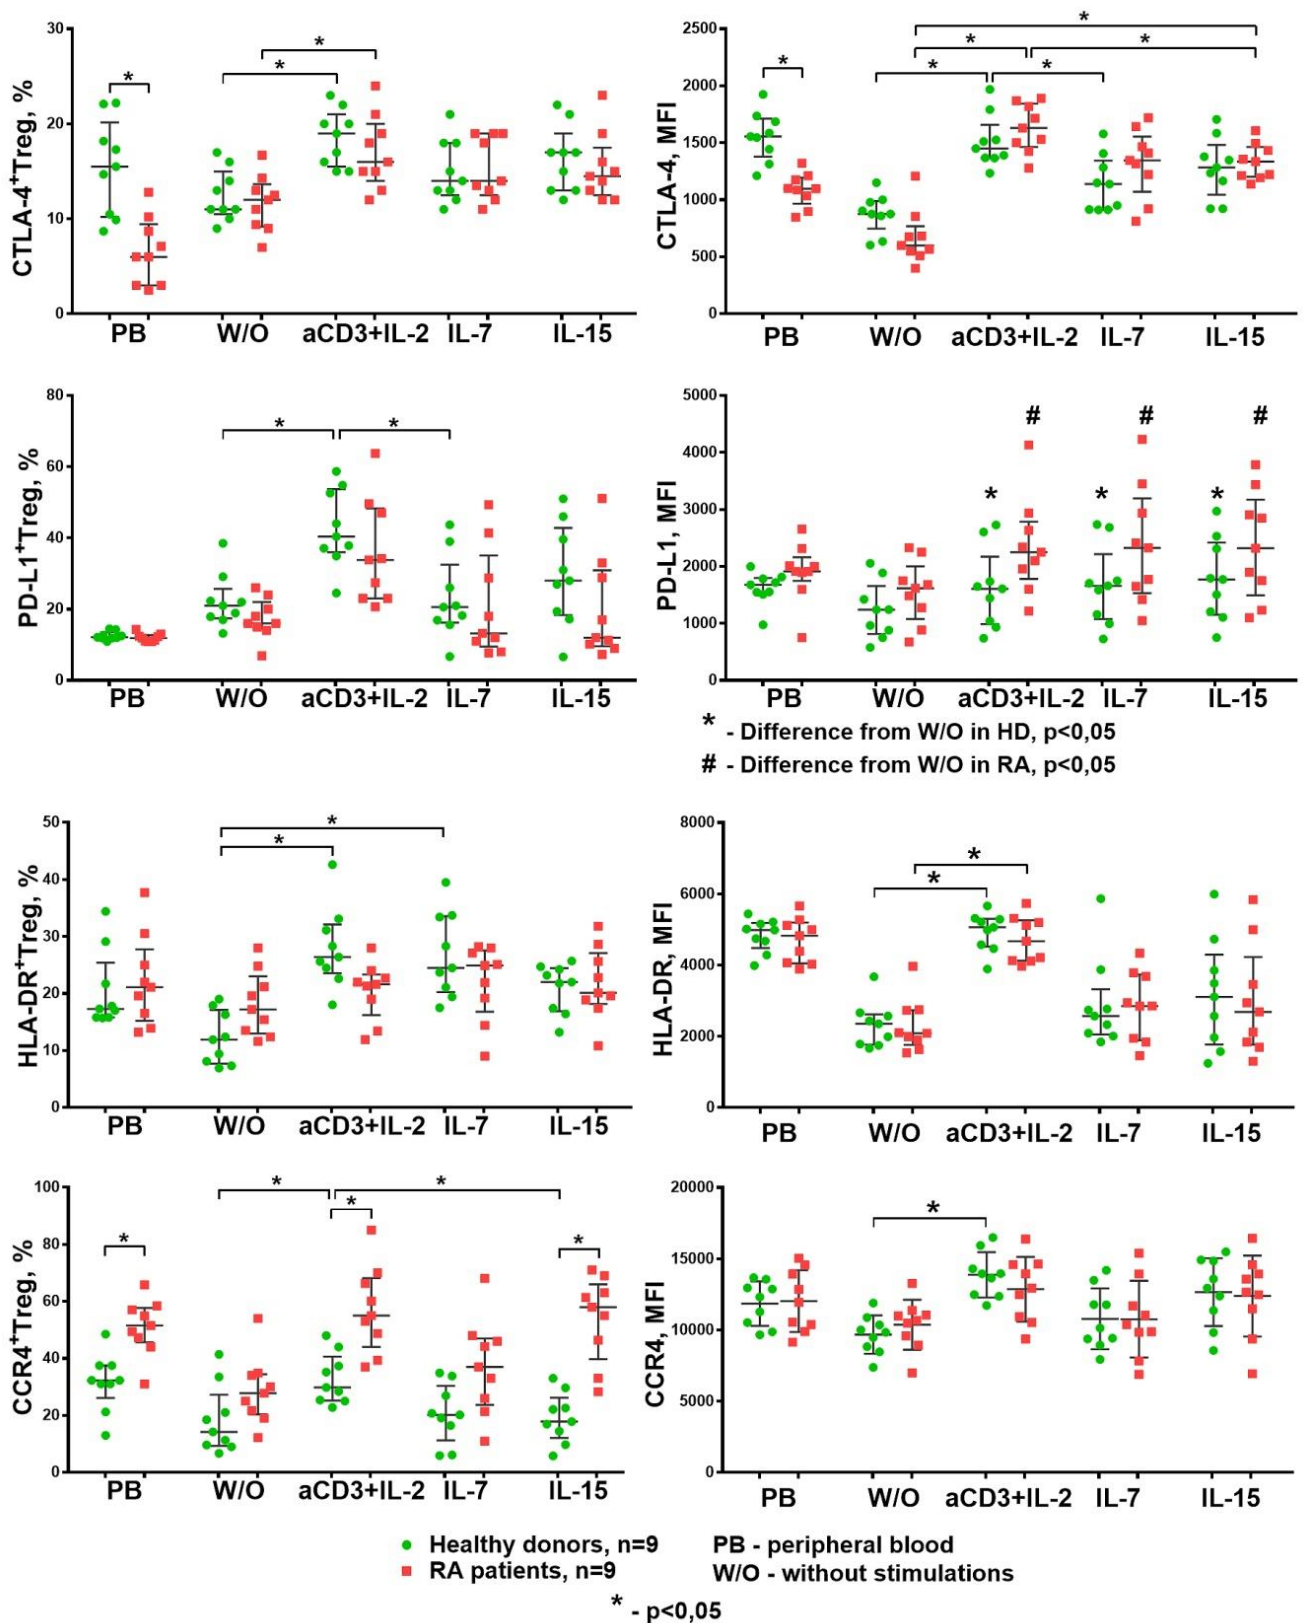 CTLA-4+Treg, %
30
20
10
0
*
*
*
PB W/O aCD3+IL-2 IL-7 IL-15
CTLA-4, MFI
2500
2000
1500
1000
500
0
*
*
*
*
*
*
PB W/O aCD3+IL-2 IL-7 IL-15
PD-L1+Treg, %
80
60
40
20
0
* *
PB W/O aCD3+IL-2 IL-7 IL-15
PD-L1, MFI
5000
4000
3000
2000
1000
0
# # #
* * *
PB W/O aCD3+IL-2 IL-7 IL-15
* - Difference from W/O in HD, p<0,05
# - Difference from W/O in RA, p<0,05
HLA-DR+Treg, %
50
40
30
20
10
0
*
*
PB W/O aCD3+IL-2 IL-7 IL-15
HLA-DR, MFI
8000
6000
4000
2000
0
*
*
PB W/O aCD3+IL-2 IL-7 IL-15
CCR4+Treg, %
100
80
60
40
20
0
* *
*
* *
PB W/O aCD3+IL-2 IL-7 IL-15
CCR4, MFI
20000
15000
10000
5000
0
*
PB W/O aCD3+IL-2 IL-7 IL-15
Healthy donors, n=9
RA patients, n=9
PB - peripheral blood
W/O - without stimulations
* - p<0,05